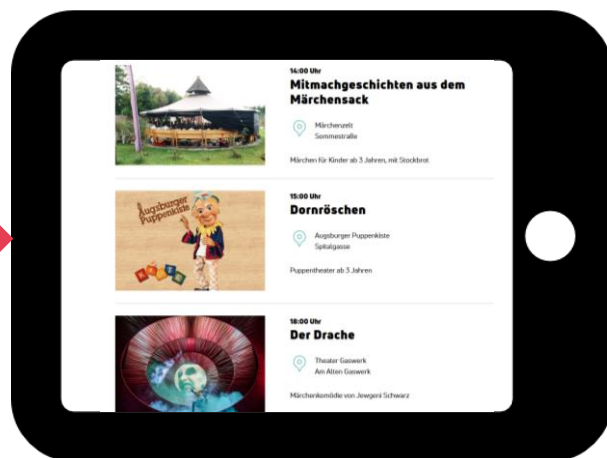 14:00 Uhr
Mitmachgeschichten aus dem
Märchensack
Märchenzelt
Sommestraße
Märchen für Kinder ab 3 Jahren, mit Stockbrot
Augsburger
Puppenkiste
15:00 Uhr
Dornröschen
Augsburger Puppenkiste
Spitalgasse
Puppentheater ab 3 Jahren
18:00 Uhr
Der Drache
Theater Gaswerk
Am Alten Gaswerk
Märchenkomödie von Jewgeni Schwarz